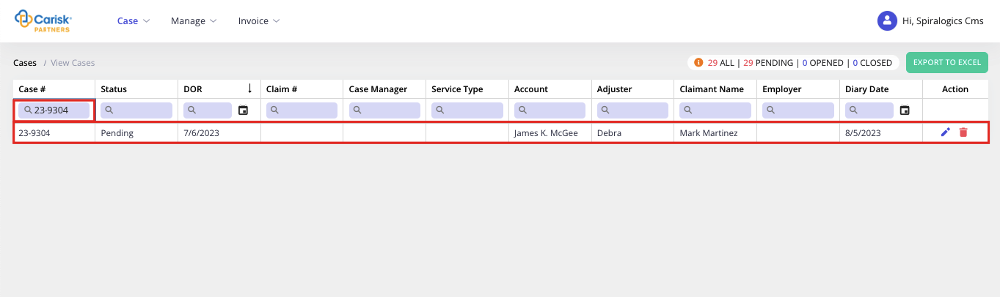 Carisk
PARTNERS
Case Manage Invoice
Hi, Spiralogics Cms
Cases / View Cases
29 ALL | 29 PENDING | 0 OPENED | 0 CLOSED
EXPORT TO EXCEL
Case # Status DOR Claim # Case Manager Service Type Account Adjuster Claimant Name Employer Diary Date Action
23-9304
23-9304 Pending 7/6/2023 James K. McGee Debra Mark Martinez 8/5/2023